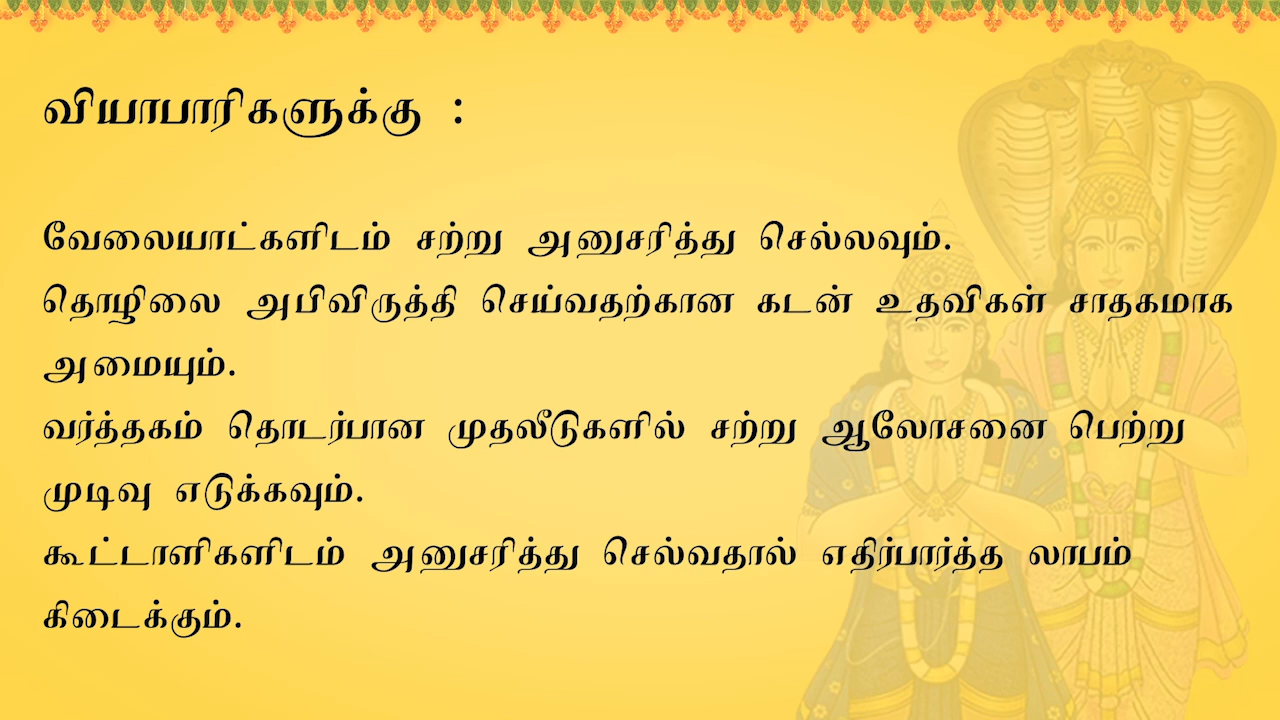 வியாபாரிகளுக்கு :
வேலையாட்களிடம் சற்று அனுசரித்து செல்லவும்.
தொழிலை அபிவிருத்தி செய்வதற்கான கடன் உதவிகள் சாதகமாக
அமையும்.
வர்த்தகம் தொடர்பான முதலீடுகளில் சற்று ஆலோசனை பெற்று
முடிவு எடுக்கவும்.
கூட்டாளிகளிடம் அனுசரித்து செல்வதால் எதிர்பார்த்த லாபம்
கிடைக்கும்.